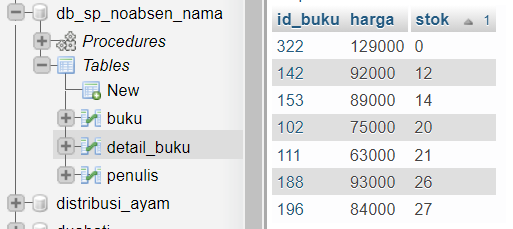 db_sp_noabsen_nama
Procedures
Tables
New
buku
detail_buku
penulis
distribusi_ayam
id_buku harga stok 1
322 129000 0
142 92000 12
153 89000 14
102 75000 20
111 63000 21
188 93000 26
196 84000 27